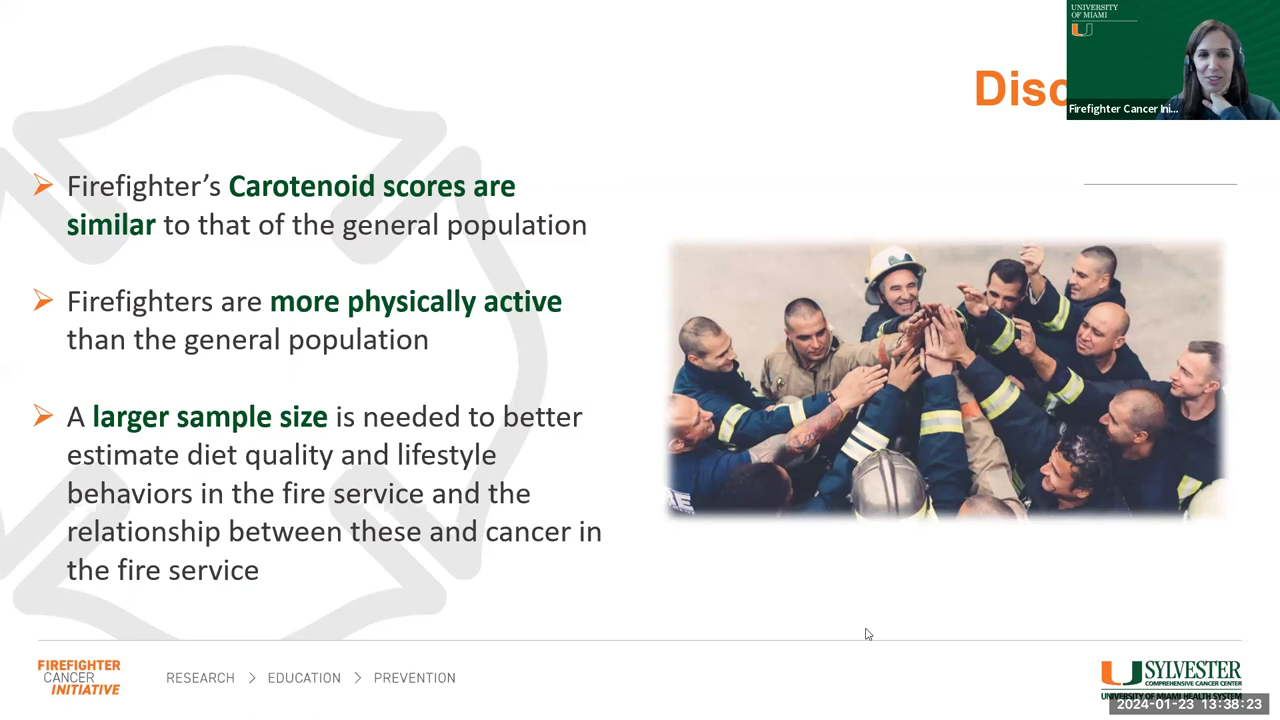 UNIVERSITY
OF MIAMI
Firefighter Cancer Ini...
Firefighter's Carotenoid scores are
similar to that of the general population
Firefighters are more physically active
than the general population
A larger sample size is needed to better
estimate diet quality and lifestyle
behaviors in the fire service and the
relationship between these and cancer in
the fire service
FIREFIGHTER
CANCER
INITIATIVE
RESEARCH > EDUCATION > PREVENTION
SYLVESTER
COMPREHENSIVE CANCER CENTER
UNIVERSITY OF MIAMI HEALTH SYSTEM
2024-01-23 13:38:23